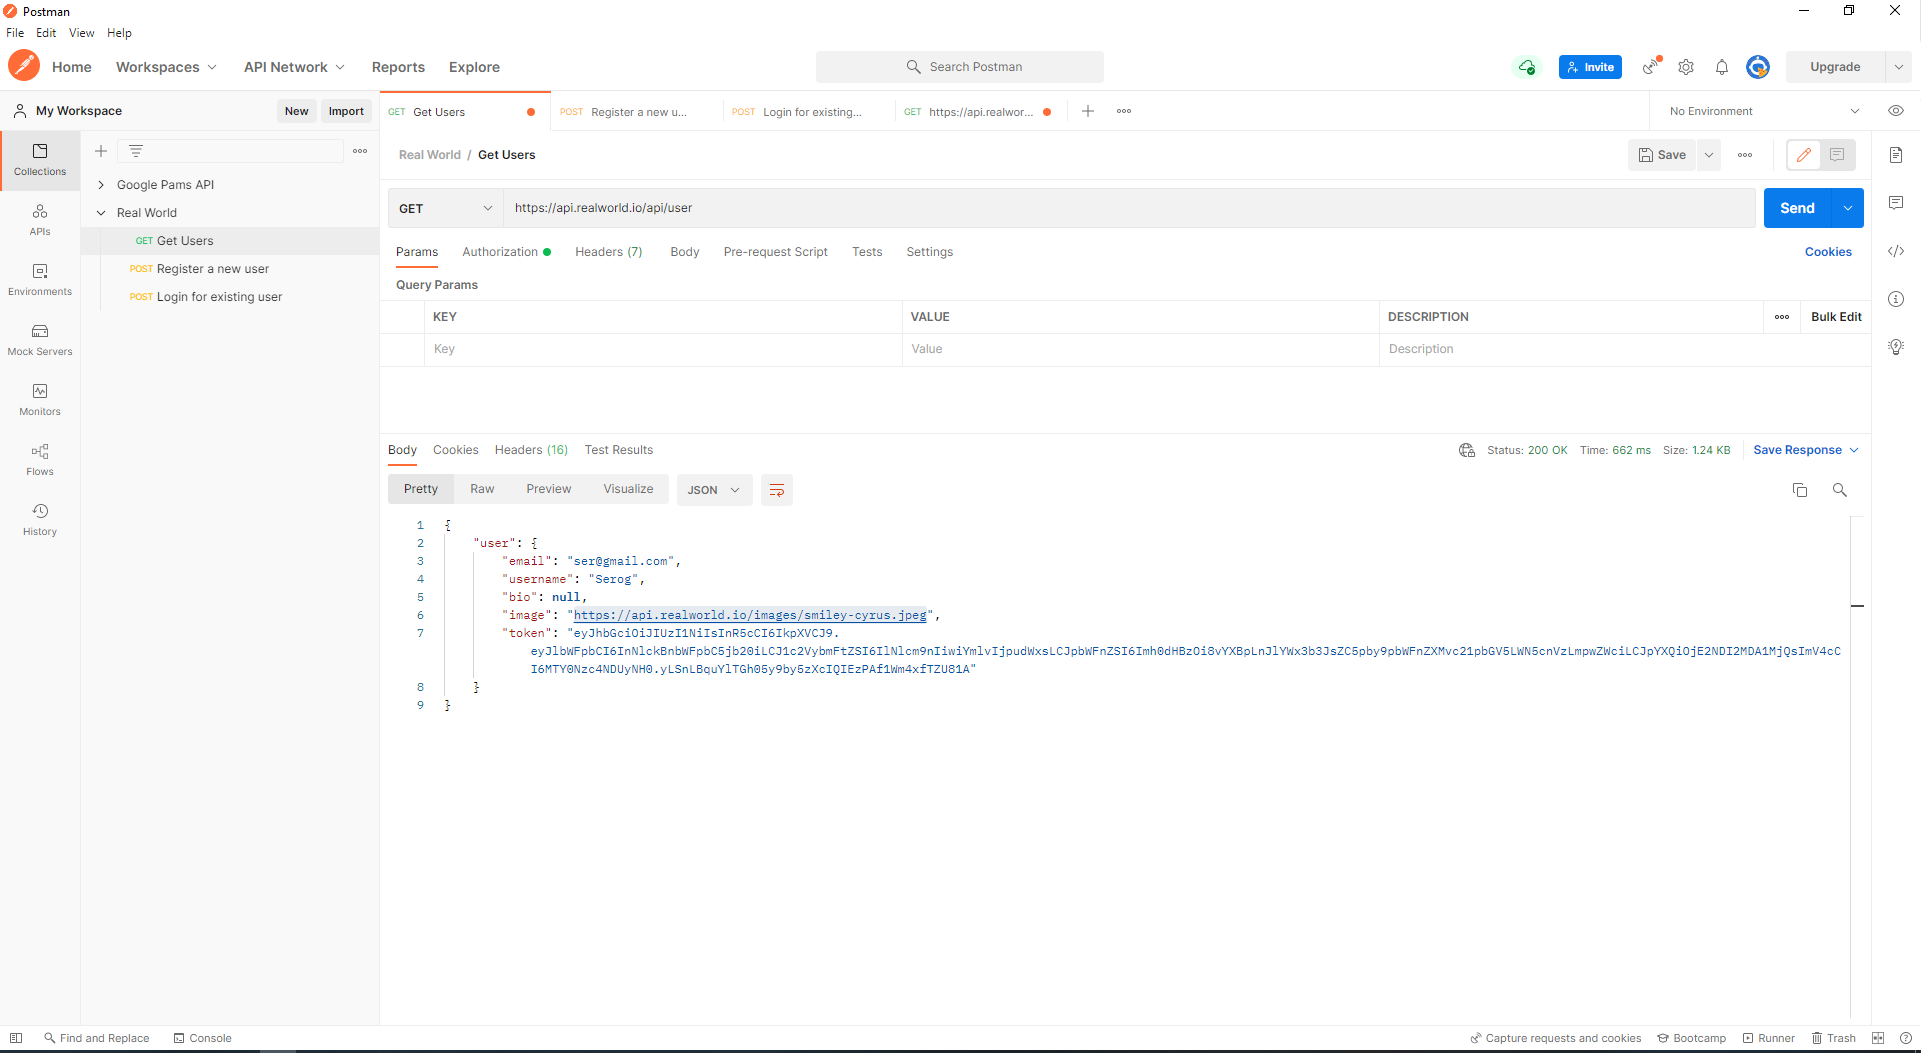 Postman
File Edit View Help
Home Workspaces API Network Reports Explore Search Postman Invite Upgrade
My Workspace New Import
GET Get Users POST Register a new u... POST Login for existing... GET https://api.realwor... No Environment
Collections
APIs
Environments
Mock Servers
Monitors
Flows
History
Google Pams API
Real World
GET Get Users
POST Register a new user
POST Login for existing user
Real World / Get Users Save
GET https://api.realworld.io/api/user Send
Params Authorization Headers (7) Body Pre-request Script Tests Settings Cookies
Query Params
KEY VALUE DESCRIPTION Bulk Edit
Key Value Description
Body Cookies Headers (16) Test Results Status: 200 OK Time: 662 ms Size: 1.24 KB Save Response
Pretty Raw Preview Visualize JSON
1 {
2 "user": {
3 "email": "ser@gmail.com",
4 "username": "Serog",
5 "bio": null,
6 "image": "https://api.realworld.io/images/smiley-cyrus.jpeg",
7 "token": "eyJhbGciOiJIUzI1NiIsInR5cCI6IkpXVCJ9.
8 }
9 }
Find and Replace Console Capture requests and cookies Bootcamp Runner Trash